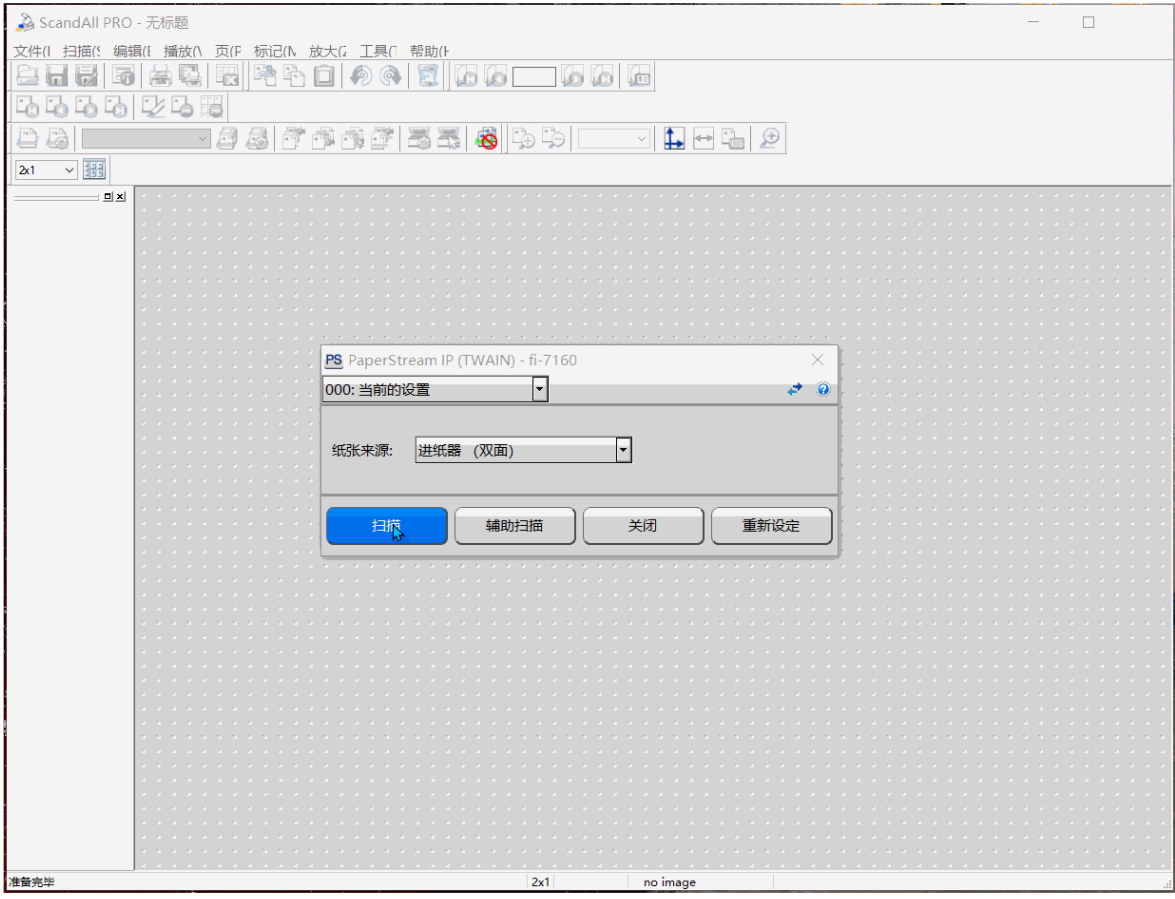 ScandAll PRO - 无标题
文件(I 扫描(S 编辑(E 播放(V 页(P 标记(M 放大(Z 工具(T 帮助(H
2x1
PS PaperStream IP (TWAIN) - fi-7160
000: 当前的设置
纸张来源: 进纸器 (双面)
扫描 辅助扫描 关闭 重新设定
准备完毕 2x1 no image